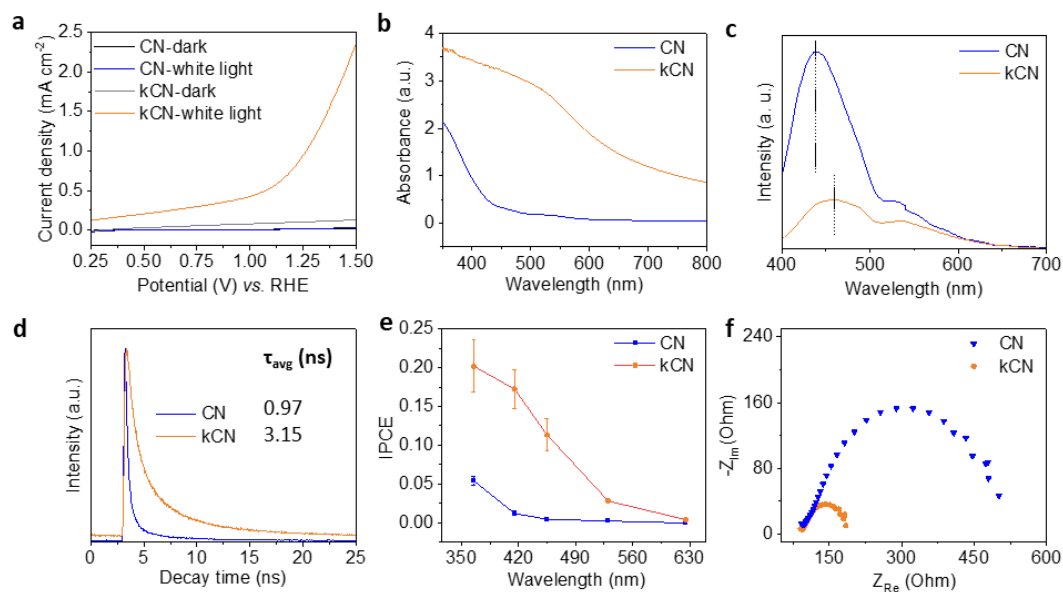 a
2.5
2.0
1.5
1.0
0.5
0.0
Current density (mA cm⁻²)
CN-dark
CN-white light
kCN-dark
kCN-white light
0.25 0.50 0.75 1.00 1.25 1.50
Potential (V) vs. RHE
b
4
3
2
1
0
Absorbance (a.u.)
CN
kCN
400 500 600 700 800
Wavelength (nm)
c
Intensity (a. u.)
CN
kCN
400 500 600 700
Wavelength (nm)
d
Intensity (a.u.)
τavg (ns)
CN 0.97
kCN 3.15
0 5 10 15 20 25
Decay time (ns)
e
0.25
0.20
0.15
0.10
0.05
0.00
IPCE
CN
kCN
350 420 490 560 630
Wavelength (nm)
f
240
160
80
0
-ZIm (Ohm)
CN
kCN
150 300 450 600
ZRe (Ohm)